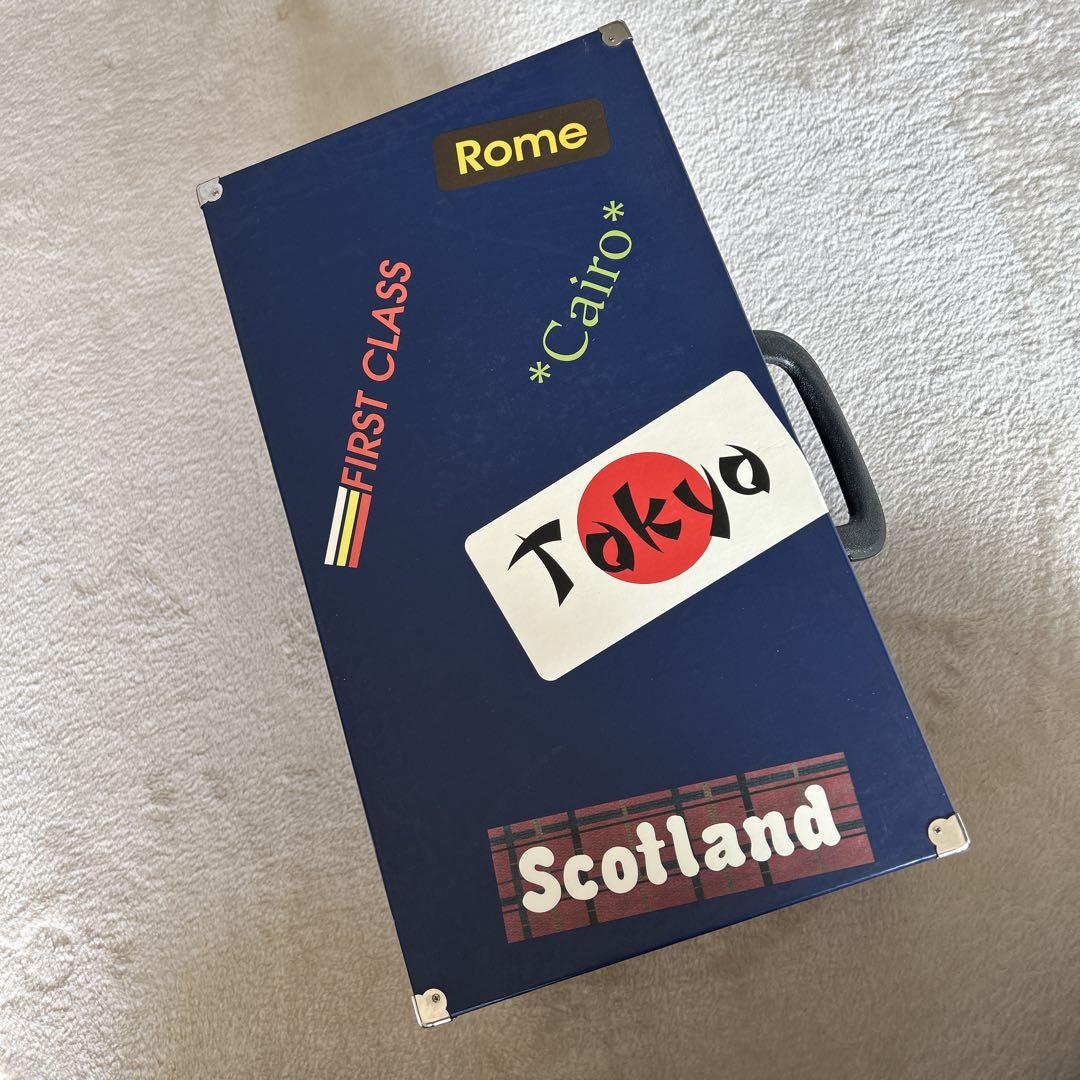 Rome
*Cairo*
FIRST CLASS
Tokyo
Scotland